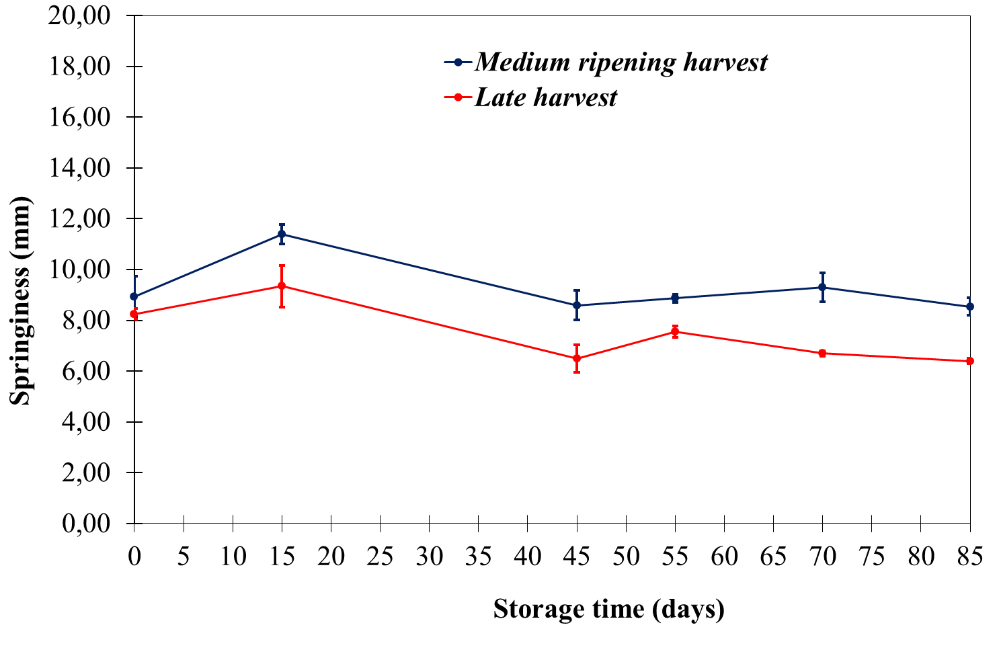 20,00
18,00
16,00
14,00
12,00
10,00
8,00
6,00
4,00
2,00
0,00
Springiness (mm)
Medium ripening harvest
Late harvest
0 5 10 15 20 25 30 35 40 45 50 55 60 65 70 75 80 85
Storage time (days)